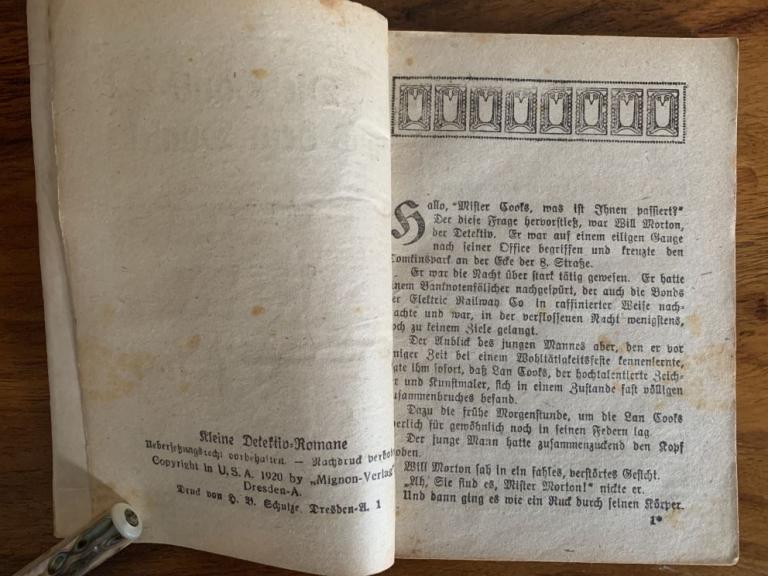 Kleine Detektiv-Romane
Uebersetzungsrecht vorbehalten. — Nachdruck verboten
Copyright in U. S. A. 1920 by „Mignon-Verlag"
Dresden-A.
Druck von H. B. Schulze, Dresden-A. 1
Hallo, "Mister Cooks, was ist Ihnen passiert?"
Der diese Frage hervorstieß, war Will Morton,
der Detektiv. Er war auf einem eiligen Gange
nach seiner Office begriffen und kreuzte den
Tomkinspark an der Ecke der 8. Straße.
Er war die Nacht über stark tätig gewesen. Er hatte
einem Banknotenfälscher nachgespürt, der auch die Bonds
der Elektric Railway Co in raffinierter Weise nach-
machte und war, in der verflossenen Nacht wenigstens,
noch zu keinem Ziele gelangt.
Der Anblick des jungen Mannes aber, den er vor
einiger Zeit bei einem Wohltätigkeitsfeste kennenlernte,
sagte ihm sofort, daß Lan Cooks, der hochtalentierte Zeich-
ner und Kunstmaler, sich in einem Zustande fast völligen
Zusammenbruches befand.
Dazu die frühe Morgenstunde, um die Lan Cooks
sicherlich für gewöhnlich noch in seinen Federn lag.
Der junge Mann hatte zusammenzuckend den Kopf
erhoben.
Will Morton sah in ein fahles, verstörtes Gesicht.
„Ah, Sie sind es, Mister Morton!" nickte er.
Und dann ging es wie ein Ruck durch seinen Körper.
1*